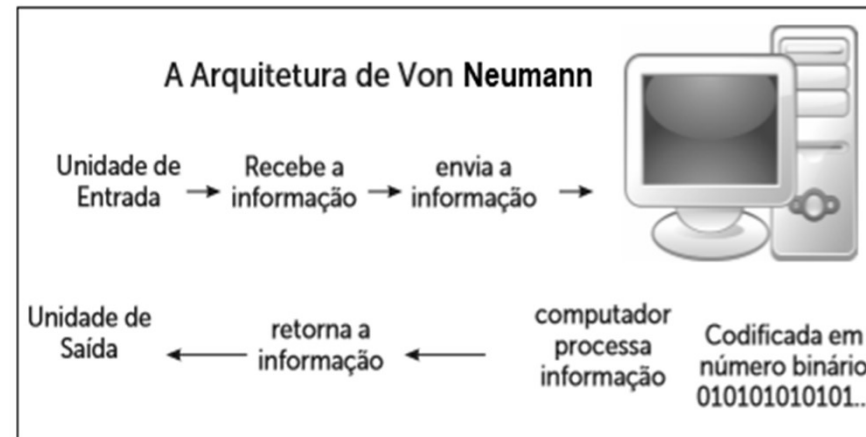 A Arquitetura de Von Neumann
Unidade de
Entrada
Recebe a
informação
envia a
informação
Unidade de
Saída
retorna a
informação
computador
processa
informação
Codificada em
número binário
010101010101..